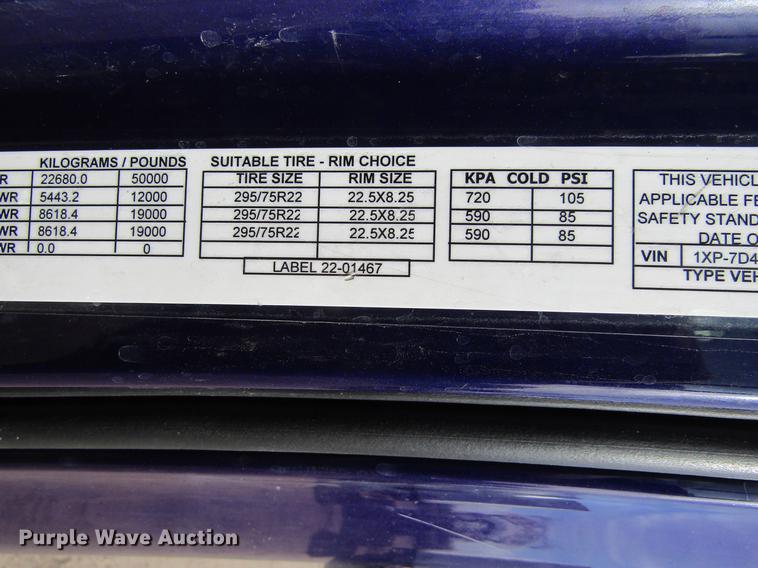 KILOGRAMS / POUNDS SUITABLE TIRE - RIM CHOICE
R 22680.0 50000 TIRE SIZE RIM SIZE KPA COLD PSI THIS VEHICL
WR 5443.2 12000 295/75R22 22.5X8.25 720 105 APPLICABLE FE
WR 8618.4 19000 295/75R22 22.5X8.25 590 85 SAFETY STAND
WR 8618.4 19000 295/75R22 22.5X8.25 590 85 DATE O
WR 0.0 0 VIN 1XP-7D4
LABEL 22-01467 TYPE VEH
Purple Wave Auction